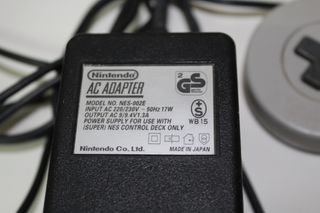 Nintendo
AC ADAPTER
MODEL NO. NES-002E
INPUT AC 220/230V ~ 50Hz 17W
OUTPUT AC 9/9.4V 1.3A
POWER SUPPLY FOR USE WITH
(SUPER) NES CONTROL DECK ONLY
Nintendo Co. Ltd.
MADE IN JAPAN
2
GS
S
WB 15